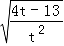 √(4t - 13)
t²